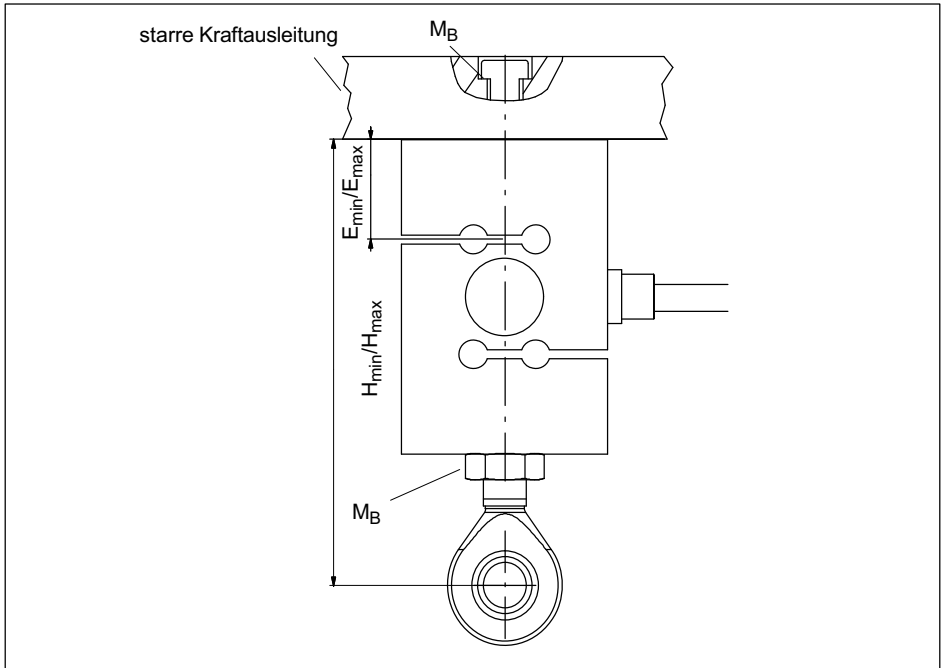 starre Kraftausleitung
M_B
E_min/E_max
H_min/H_max
M_B